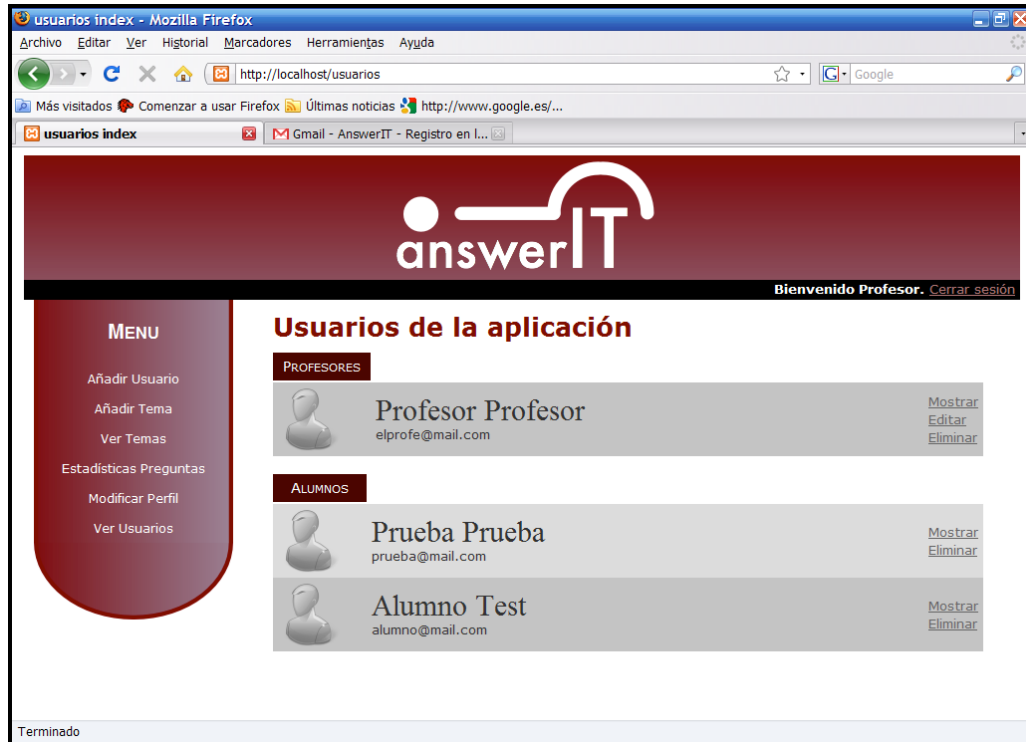 usuarios index - Mozilla Firefox
Archivo Editar Ver Historial Marcadores Herramientas Ayuda
http://localhost/usuarios
G Google
Más visitados Comenzar a usar Firefox Últimas noticias http://www.google.es/...
usuarios index Gmail - AnswerIT - Registro en l...
answerIT
Bienvenido Profesor. Cerrar sesión
MENU
Añadir Usuario
Añadir Tema
Ver Temas
Estadísticas Preguntas
Modificar Perfil
Ver Usuarios
Usuarios de la aplicación
PROFESORES
Profesor Profesor
elprofe@mail.com
Mostrar
Editar
Eliminar
ALUMNOS
Prueba Prueba
prueba@mail.com
Mostrar
Eliminar
Alumno Test
alumno@mail.com
Mostrar
Eliminar
Terminado